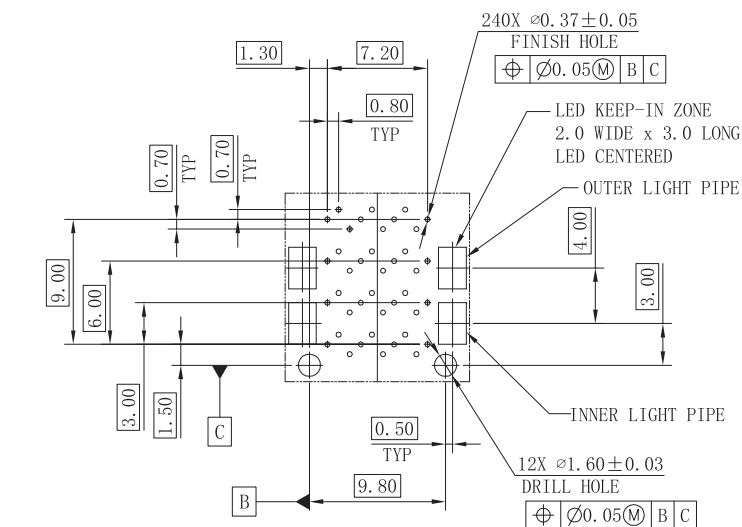 240X ⌀0.37±0.05
FINISH HOLE
⌖ ⌀0.05Ⓜ B C
1.30
7.20
0.80
TYP
LED KEEP-IN ZONE
2.0 WIDE x 3.0 LONG
LED CENTERED
0.70
TYP
0.70
TYP
OUTER LIGHT PIPE
4.00
3.00
9.00
6.00
3.00
1.50
C
0.50
TYP
INNER LIGHT PIPE
12X ⌀1.60±0.03
DRILL HOLE
⌖ ⌀0.05Ⓜ B C
9.80
B